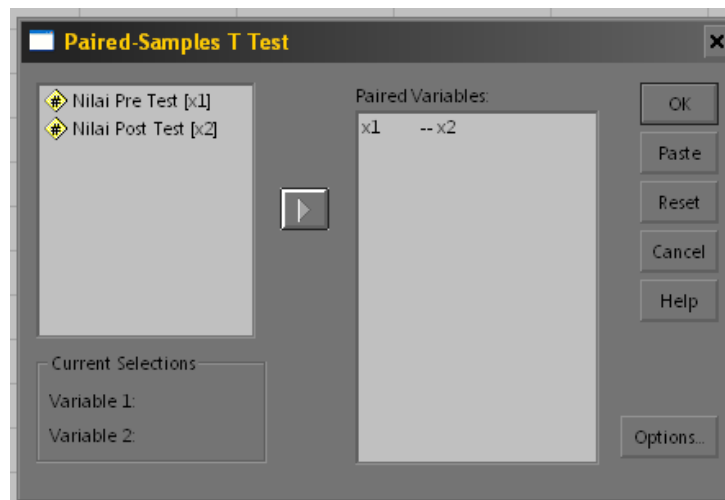 Paired-Samples T Test
Nilai Pre Test [x1]
Nilai Post Test [x2]
Paired Variables:
x1 -- x2
OK
Paste
Reset
Cancel
Help
Current Selections
Variable 1:
Variable 2:
Options...